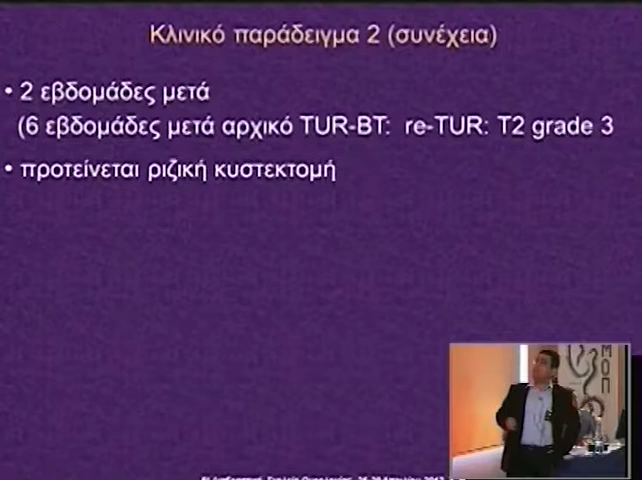 Κλινικό παράδειγμα 2 (συνέχεια)
• 2 εβδομάδες μετά
(6 εβδομάδες μετά αρχικό TUR-BT: re-TUR: T2 grade 3
• προτείνεται ριζική κυστεκτομή
ΜΟΠ